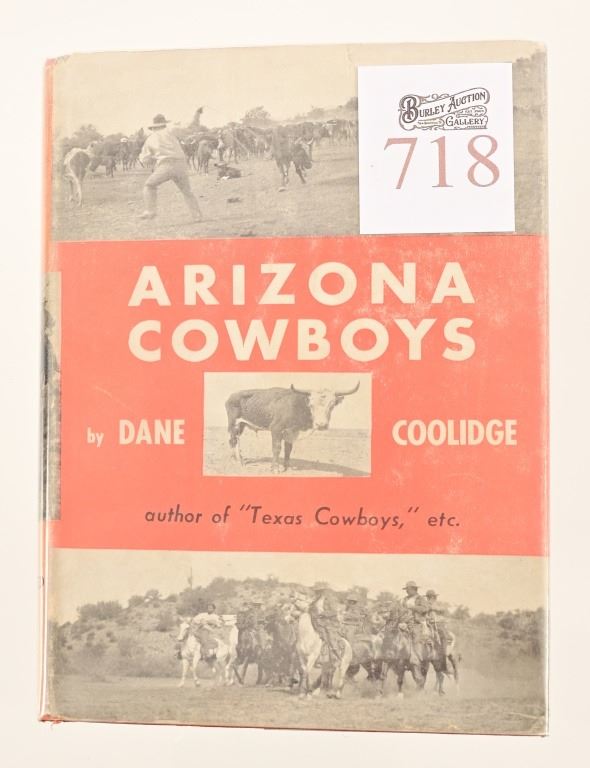 BURLEY AUCTION
GALLERY
718
ARIZONA
COWBOYS
by DANE COOLIDGE
author of "Texas Cowboys," etc.